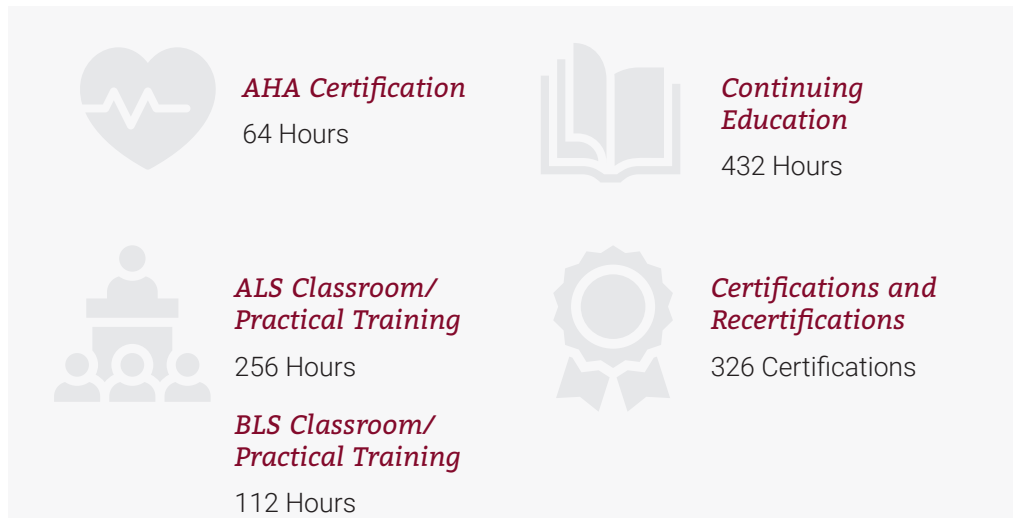 AHA Certification
64 Hours
Continuing
Education
432 Hours
ALS Classroom/
Practical Training
256 Hours
BLS Classroom/
Practical Training
112 Hours
Certifications and
Recertifications
326 Certifications